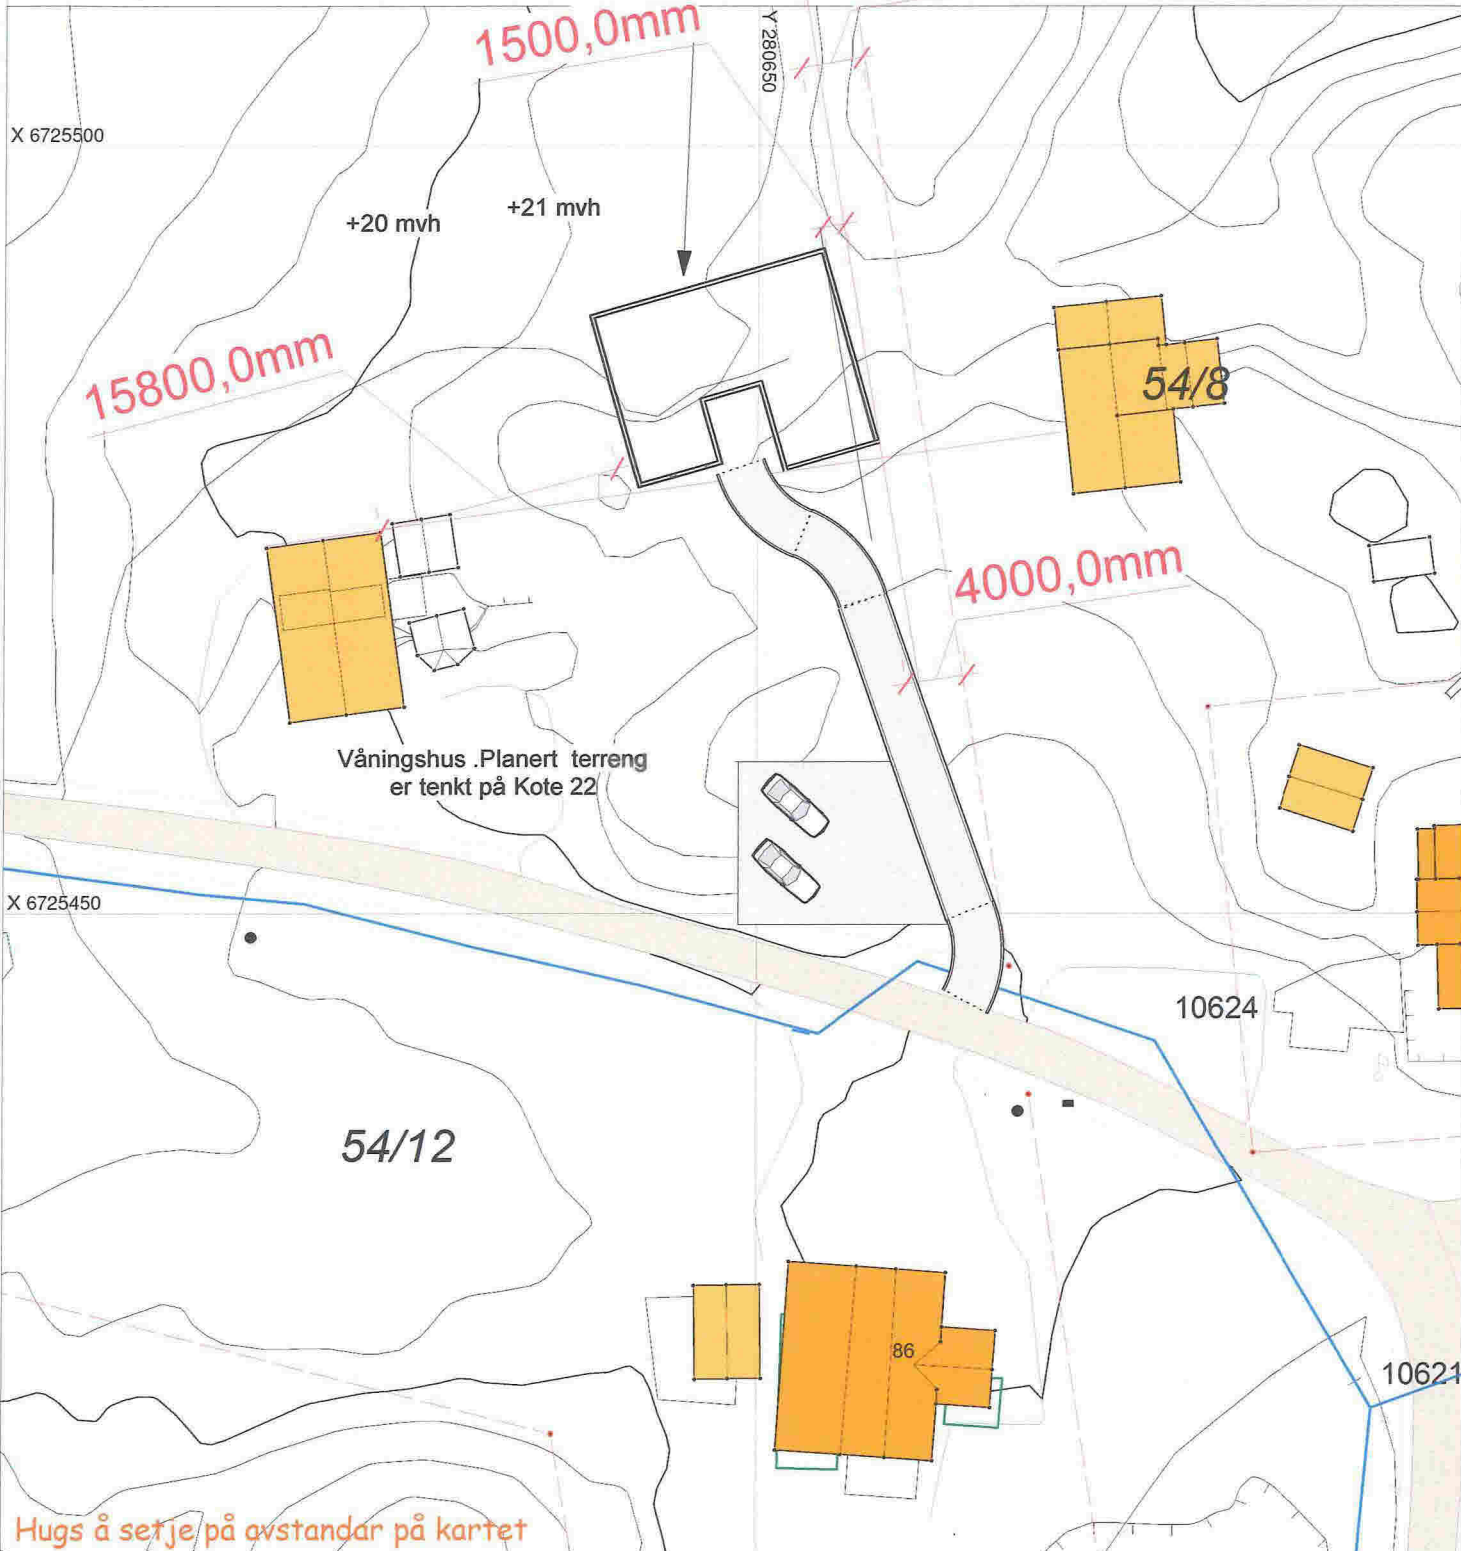 1500,0mm
Y 280650
X 6725500
+20 mvh
+21 mvh
15800,0mm
54/8
4000,0mm
Våningshus .Planert terreng
er tenkt på Kote 22
X 6725450
10624
54/12
86
10621
Hugs å setje på avstandar på kartet